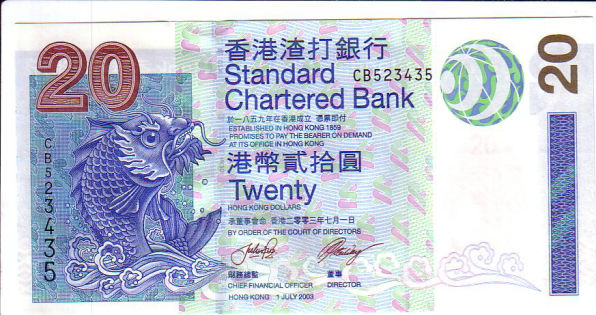 20
香港渣打銀行
Standard
Chartered Bank
CB523435
於一八五九年在香港成立 憑票即付
ESTABLISHED IN HONG KONG 1859
PROMISES TO PAY THE BEARER ON DEMAND
AT ITS OFFICE IN HONG KONG
港幣貳拾圓
Twenty
HONG KONG DOLLARS
承董事會命 香港二零零三年七月一日
BY ORDER OF THE COURT OF DIRECTORS
財務總監 董事
CHIEF FINANCIAL OFFICER DIRECTOR
HONG KONG 1 JULY 2003
CB523435
20